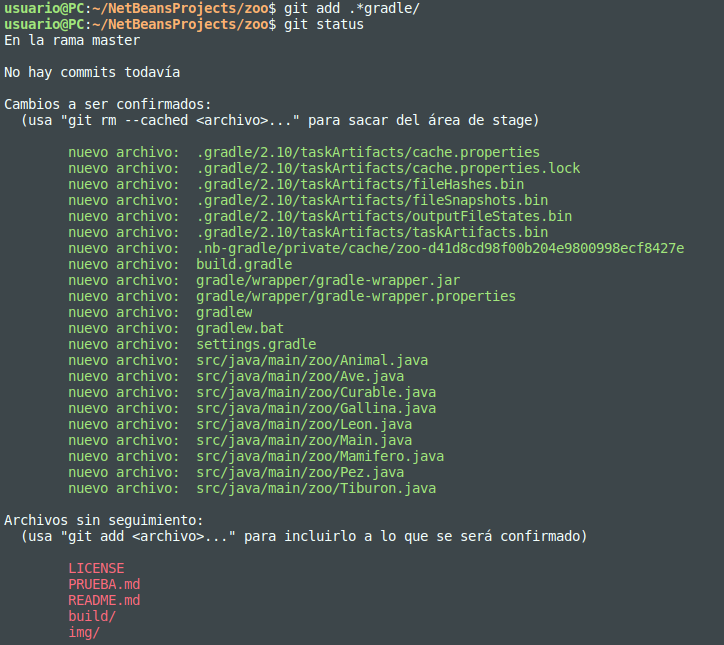 usuario@PC:~/NetBeansProjects/zoo$ git add .*gradle/
usuario@PC:~/NetBeansProjects/zoo$ git status
En la rama master
No hay commits todavía
Cambios a ser confirmados:
(usa "git rm --cached <archivo>..." para sacar del área de stage)
nuevo archivo: .gradle/2.10/taskArtifacts/cache.properties
nuevo archivo: .gradle/2.10/taskArtifacts/cache.properties.lock
nuevo archivo: .gradle/2.10/taskArtifacts/fileHashes.bin
nuevo archivo: .gradle/2.10/taskArtifacts/fileSnapshots.bin
nuevo archivo: .gradle/2.10/taskArtifacts/outputFileStates.bin
nuevo archivo: .gradle/2.10/taskArtifacts/taskArtifacts.bin
nuevo archivo: .nb-gradle/private/cache/zoo-d41d8cd98f00b204e9800998ecf8427e
nuevo archivo: build.gradle
nuevo archivo: gradle/wrapper/gradle-wrapper.jar
nuevo archivo: gradle/wrapper/gradle-wrapper.properties
nuevo archivo: gradlew
nuevo archivo: gradlew.bat
nuevo archivo: settings.gradle
nuevo archivo: src/java/main/zoo/Animal.java
nuevo archivo: src/java/main/zoo/Ave.java
nuevo archivo: src/java/main/zoo/Curable.java
nuevo archivo: src/java/main/zoo/Gallina.java
nuevo archivo: src/java/main/zoo/Leon.java
nuevo archivo: src/java/main/zoo/Main.java
nuevo archivo: src/java/main/zoo/Mamifero.java
nuevo archivo: src/java/main/zoo/Pez.java
nuevo archivo: src/java/main/zoo/Tiburon.java
Archivos sin seguimiento:
(usa "git add <archivo>..." para incluirlo a lo que se será confirmado)
LICENSE
PRUEBA.md
README.md
build/
img/